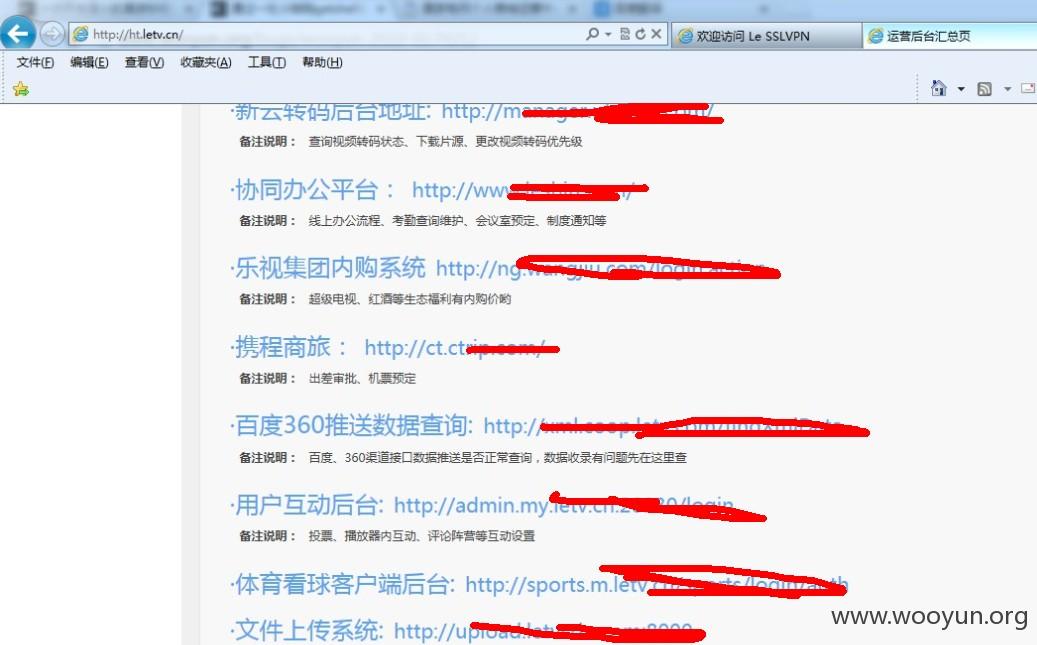 http://ht.letv.cn/
欢迎访问 Le SSLVPN
运营后台汇总页
文件(F) 编辑(E) 查看(V) 收藏夹(A) 工具(T) 帮助(H)
·新云转码后台地址: http://manager
备注说明： 查询视频转码状态、下载片源、更改视频转码优先级
·协同办公平台： http://www
备注说明： 线上办公流程、考勤查询维护、会议室预定、制度通知等
·乐视集团内购系统 http://ng.wangjiu.com/login.action
备注说明： 超级电视、红酒等生态福利有内购价哟
·携程商旅： http://ct.ctrip.com/
备注说明： 出差审批、机票预定
·百度360推送数据查询: http://xml.coop
备注说明： 百度、360渠道接口数据推送是否正常查询，数据收录有问题先在这里查
·用户互动后台: http://admin.my.letv.cn
备注说明： 投票、播放器内互动、评论阵营等互动设置
·体育看球客户端后台: http://sports.m.letv
·文件上传系统: http://upload
www.wooyun.org